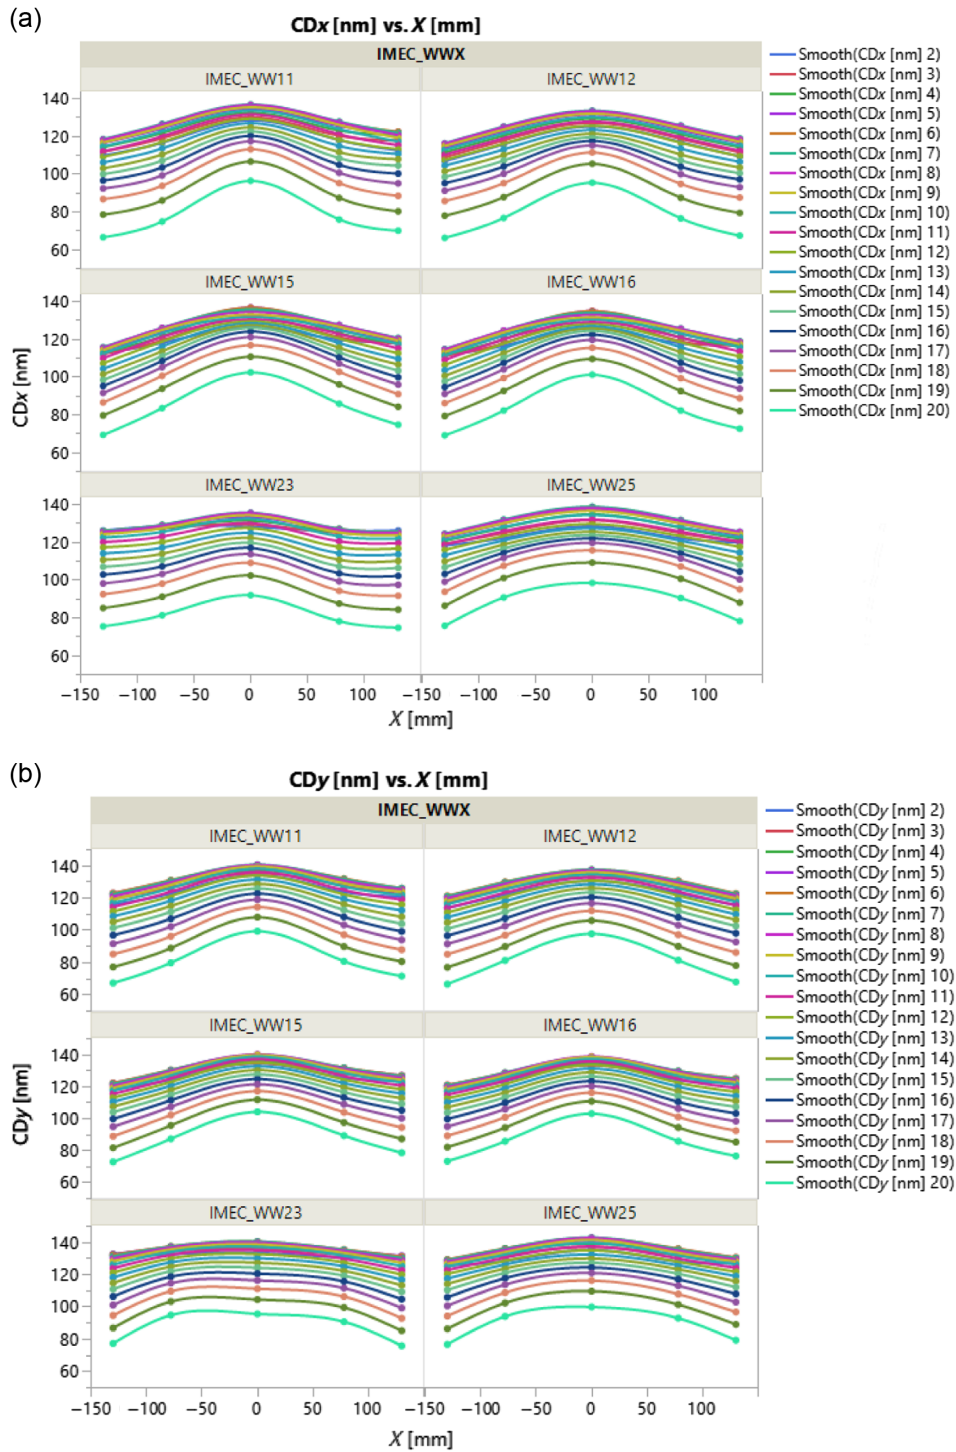 (a)
CDx [nm] vs. X [mm]
IMEC_WWX
IMEC_WW11 IMEC_WW12
140
120
100
80
60
IMEC_WW15 IMEC_WW16
140
120
100
80
60
IMEC_WW23 IMEC_WW25
140
120
100
80
60
CDx [nm]
−150 −100 −50 0 50 100 −150 −100 −50 0 50 100
X [mm]
Smooth(CDx [nm] 2)
Smooth(CDx [nm] 3)
Smooth(CDx [nm] 4)
Smooth(CDx [nm] 5)
Smooth(CDx [nm] 6)
Smooth(CDx [nm] 7)
Smooth(CDx [nm] 8)
Smooth(CDx [nm] 9)
Smooth(CDx [nm] 10)
Smooth(CDx [nm] 11)
Smooth(CDx [nm] 12)
Smooth(CDx [nm] 13)
Smooth(CDx [nm] 14)
Smooth(CDx [nm] 15)
Smooth(CDx [nm] 16)
Smooth(CDx [nm] 17)
Smooth(CDx [nm] 18)
Smooth(CDx [nm] 19)
Smooth(CDx [nm] 20)
(b)
CDy [nm] vs. X [mm]
IMEC_WWX
IMEC_WW11 IMEC_WW12
140
120
100
80
60
IMEC_WW15 IMEC_WW16
140
120
100
80
60
IMEC_WW23 IMEC_WW25
140
120
100
80
60
CDy [nm]
−150 −100 −50 0 50 100 −150 −100 −50 0 50 100
X [mm]
Smooth(CDy [nm] 2)
Smooth(CDy [nm] 3)
Smooth(CDy [nm] 4)
Smooth(CDy [nm] 5)
Smooth(CDy [nm] 6)
Smooth(CDy [nm] 7)
Smooth(CDy [nm] 8)
Smooth(CDy [nm] 9)
Smooth(CDy [nm] 10)
Smooth(CDy [nm] 11)
Smooth(CDy [nm] 12)
Smooth(CDy [nm] 13)
Smooth(CDy [nm] 14)
Smooth(CDy [nm] 15)
Smooth(CDy [nm] 16)
Smooth(CDy [nm] 17)
Smooth(CDy [nm] 18)
Smooth(CDy [nm] 19)
Smooth(CDy [nm] 20)